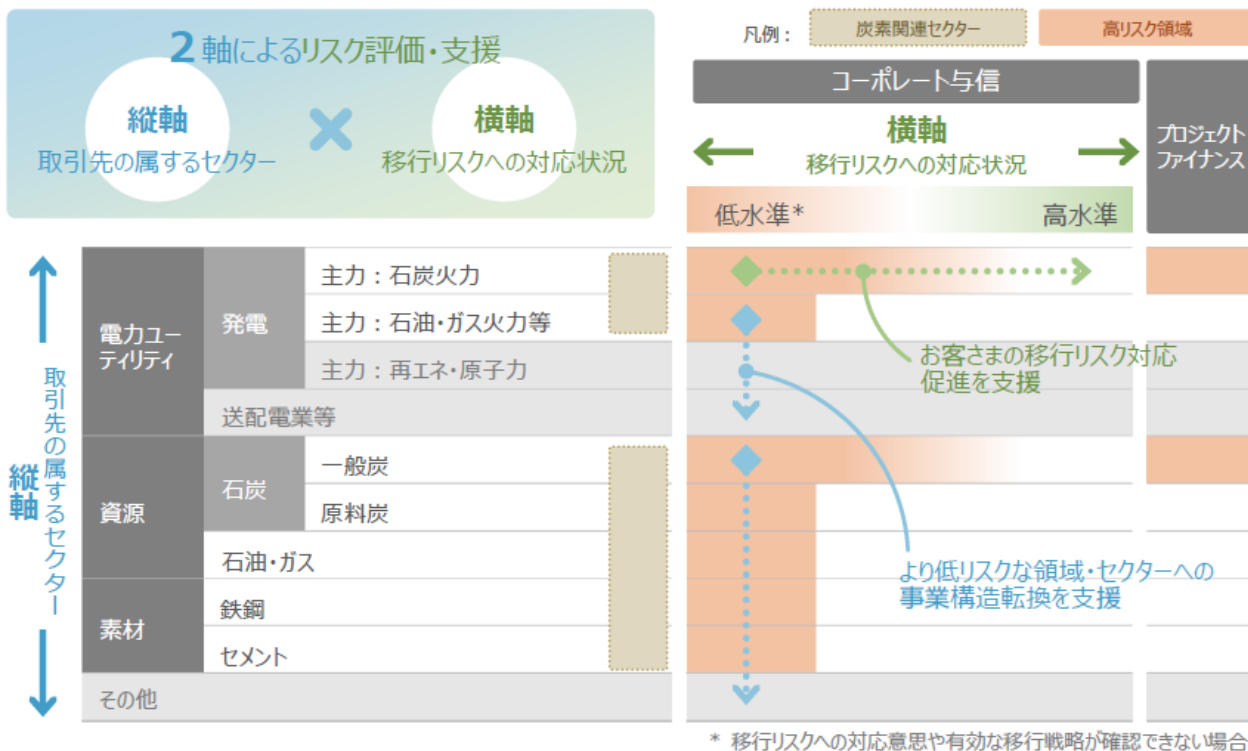 2軸によるリスク評価・支援
縦軸
取引先の属するセクター
×
横軸
移行リスクへの対応状況
凡例：
炭素関連セクター
高リスク領域
コーポレート与信
横軸
移行リスクへの対応状況
低水準*
高水準
プロジェクト
ファイナンス
縦軸
取引先の属するセクター
電力ユー
ティリティ
発電
主力：石炭火力
主力：石油・ガス火力等
主力：再エネ・原子力
送配電業等
資源
石炭
一般炭
原料炭
石油・ガス
素材
鉄鋼
セメント
その他
お客さまの移行リスク対応
促進を支援
より低リスクな領域・セクターへの
事業構造転換を支援
* 移行リスクへの対応意思や有効な移行戦略が確認できない場合